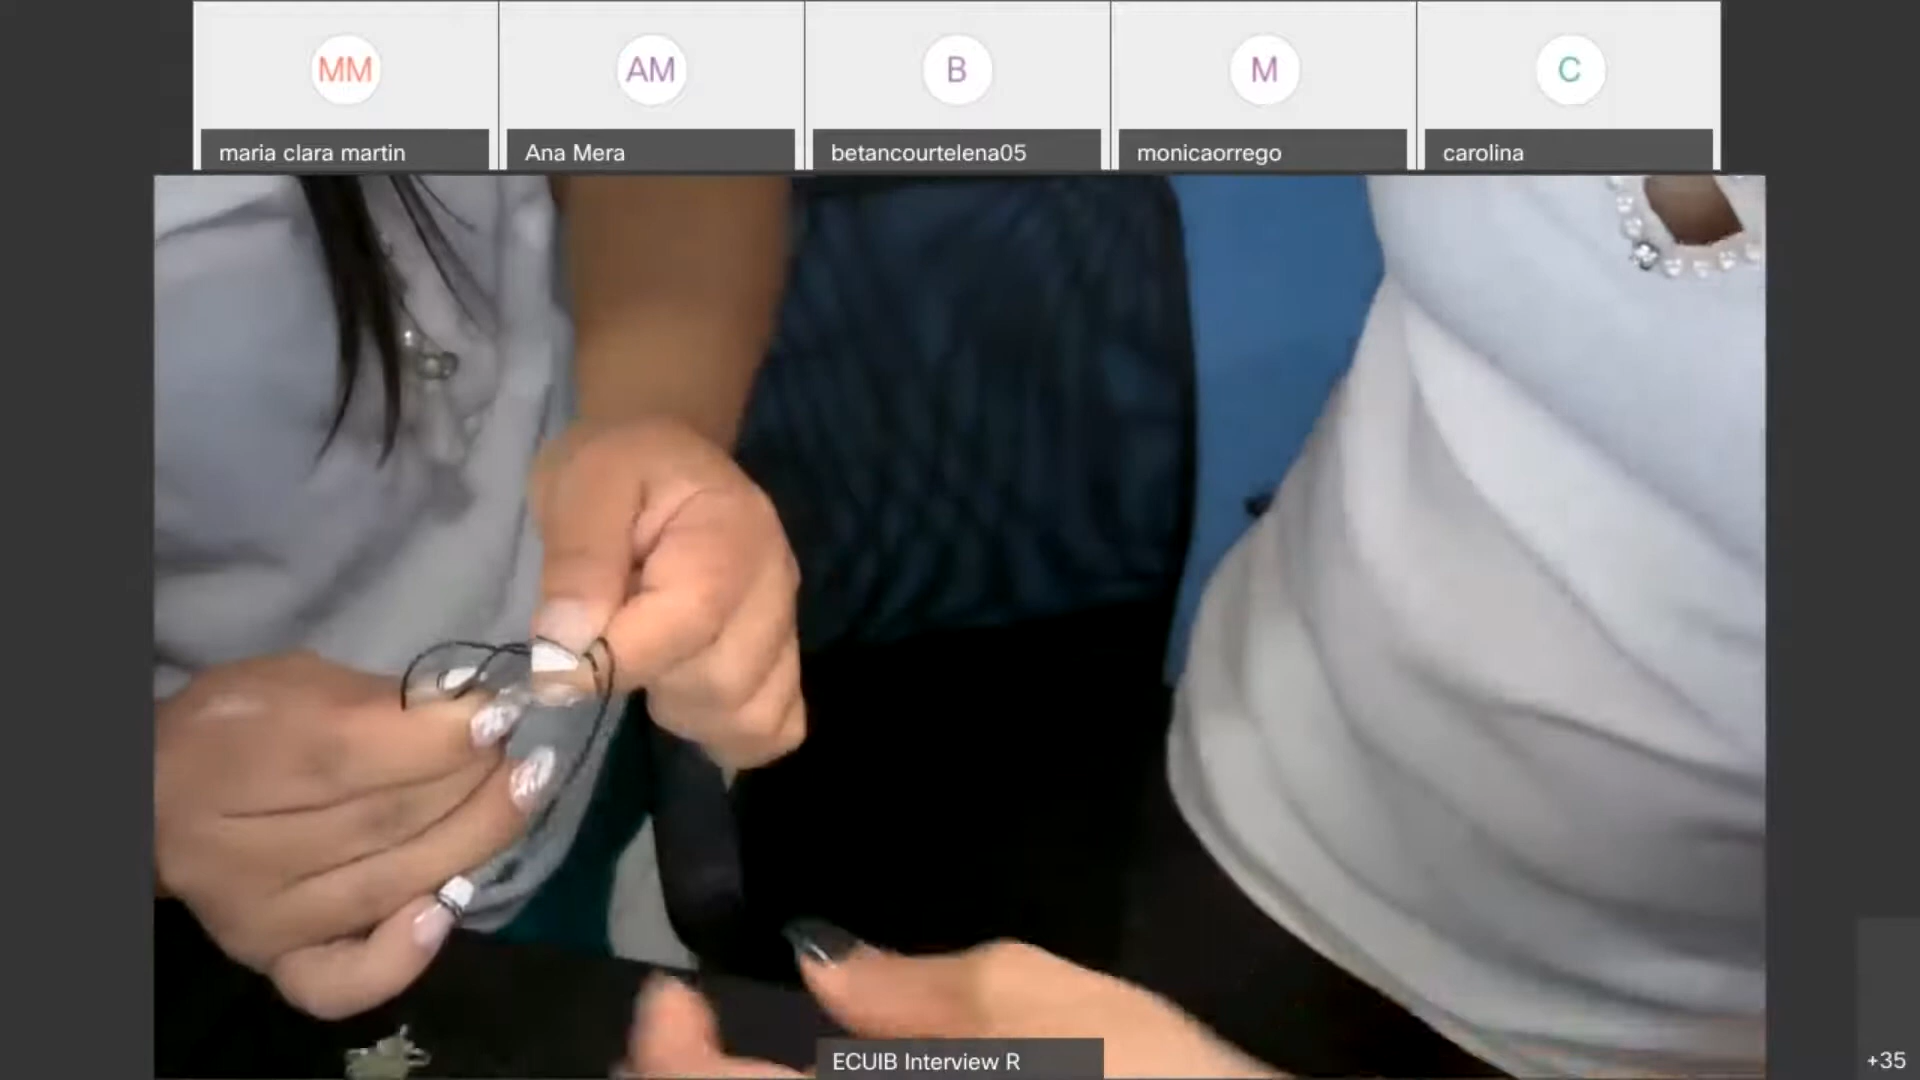 MM
AM
B
M
C
maria clara martin
Ana Mera
betancourtelena05
monicaorrego
carolina
ECUIB Interview R
+35